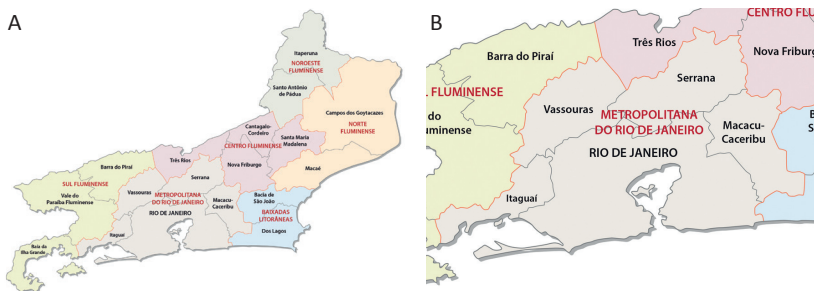 A
Itaperuna
NOROESTE
FLUMINENSE
Santo Antônio
de Pádua
Campos dos Goytacazes
NORTE
FLUMINENSE
Cantagalo-
Cordeiro
Santa Maria
Madalena
CENTRO FLUMINENSE
Três Rios
Nova Friburgo
Macaé
Barra do Piraí
Serrana
SUL FLUMINENSE
Vassouras
Vale do
Paraíba Fluminense
METROPOLITANA
DO RIO DE JANEIRO
RIO DE JANEIRO
Macacu-
Caceribu
Bacia de
São João
BAIXADAS
LITORÂNEAS
Dos Lagos
Itaguaí
Baía da
Ilha Grande
B
CENTRO FLU
Três Rios
Nova Friburgo
Barra do Piraí
Serrana
FLUMINENSE
Vassouras
do
uminense
METROPOLITANA
DO RIO DE JANEIRO
RIO DE JANEIRO
Macacu-
Caceribu
B
S
Itaguaí